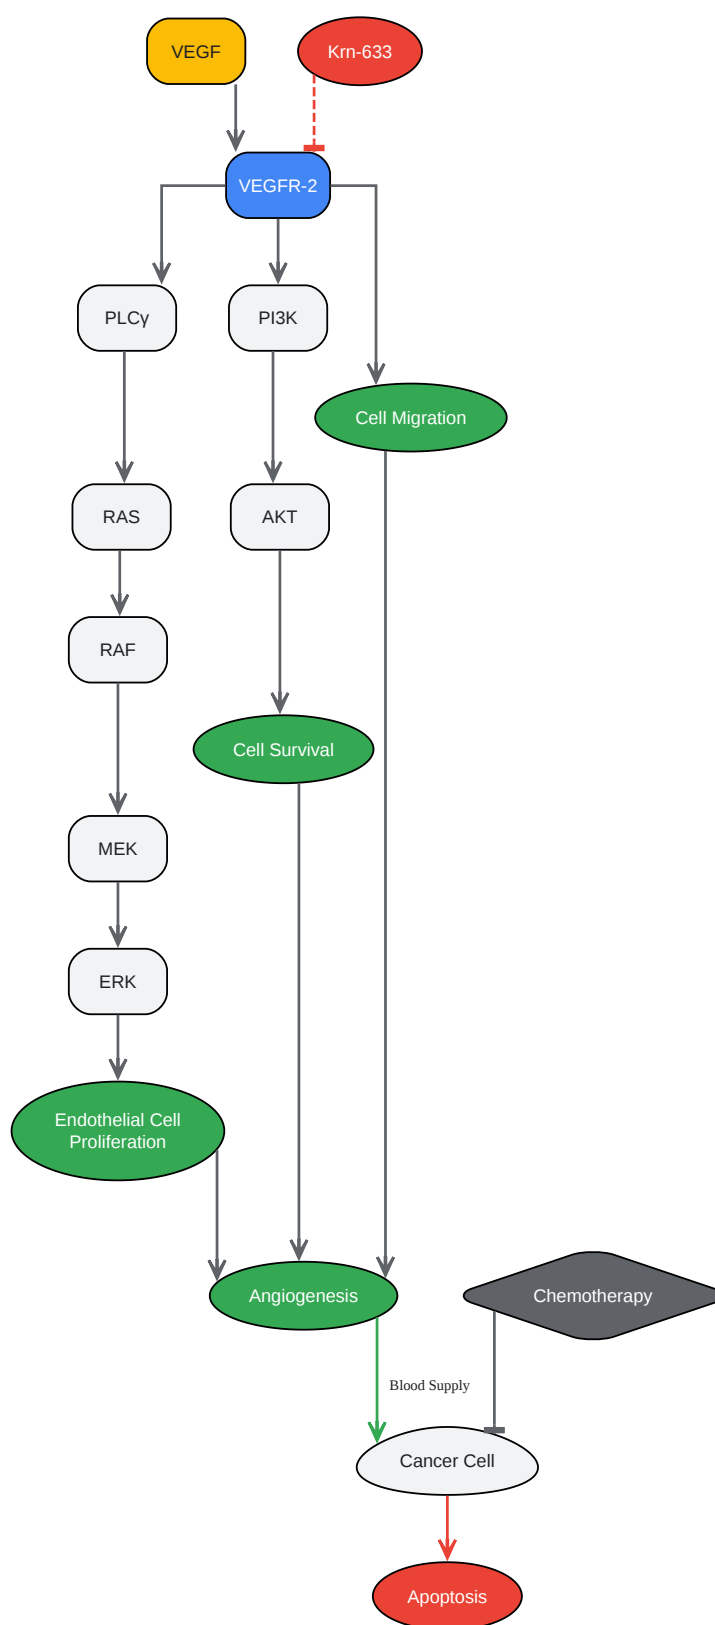 VEGF
Krn-633
VEGFR-2
PLCγ
PI3K
Cell Migration
RAS
AKT
RAF
Cell Survival
MEK
ERK
Endothelial Cell
Proliferation
Angiogenesis
Chemotherapy
Blood Supply
Cancer Cell
Apoptosis